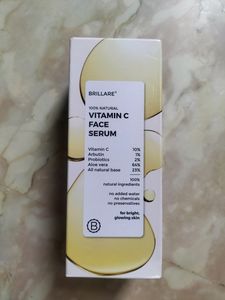 BRILLARE®
100% NATURAL
VITAMIN C
FACE
SERUM
Vitamin C 10%
Arbutin 1%
Probiotics 2%
Aloe vera 64%
All natural base 23%
100%
natural ingredients
no added water
no chemicals
no preservatives
for bright,
glowing skin
B